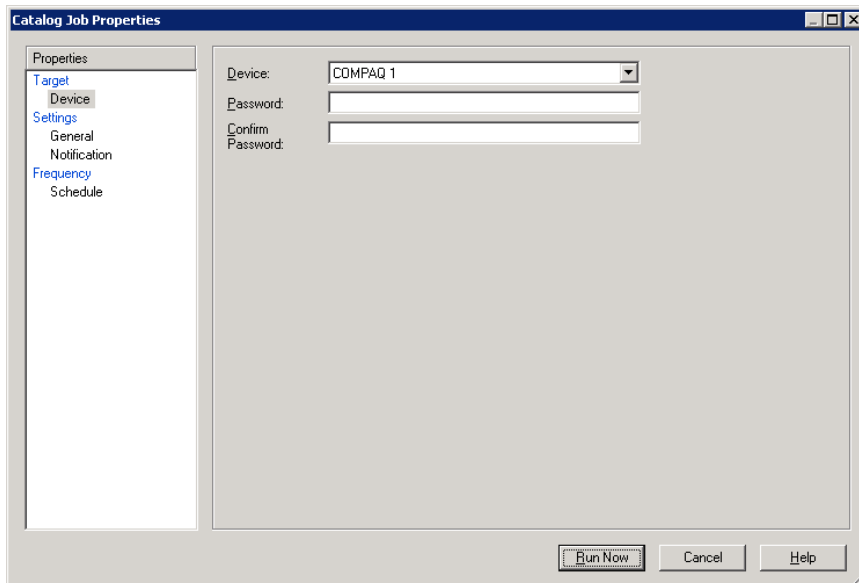 Catalog Job Properties
Properties
Target
Device
Settings
General
Notification
Frequency
Schedule
Device: COMPAQ 1
Password:
Confirm
Password:
Run Now Cancel Help